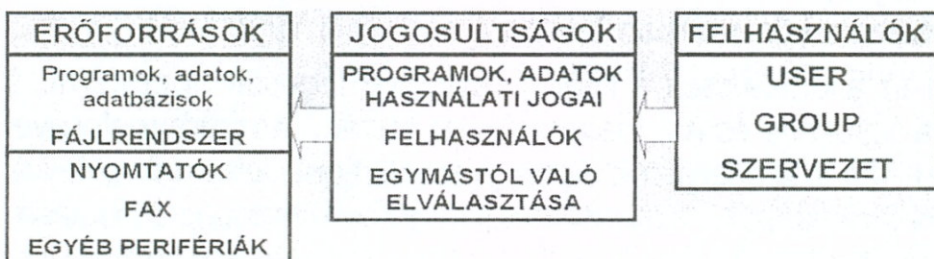 ERŐFORRÁSOK
Programok, adatok,
adatbázisok
FÁJLRENDSZER
NYOMTATÓK
FAX
EGYÉB PERIFÉRIÁK
JOGOSULTSÁGOK
PROGRAMOK, ADATOK
HASZNÁLATI JOGAI
FELHASZNÁLÓK
EGYMÁSTÓL VALÓ
ELVÁLASZTÁSA
FELHASZNÁLÓK
USER
GROUP
SZERVEZET